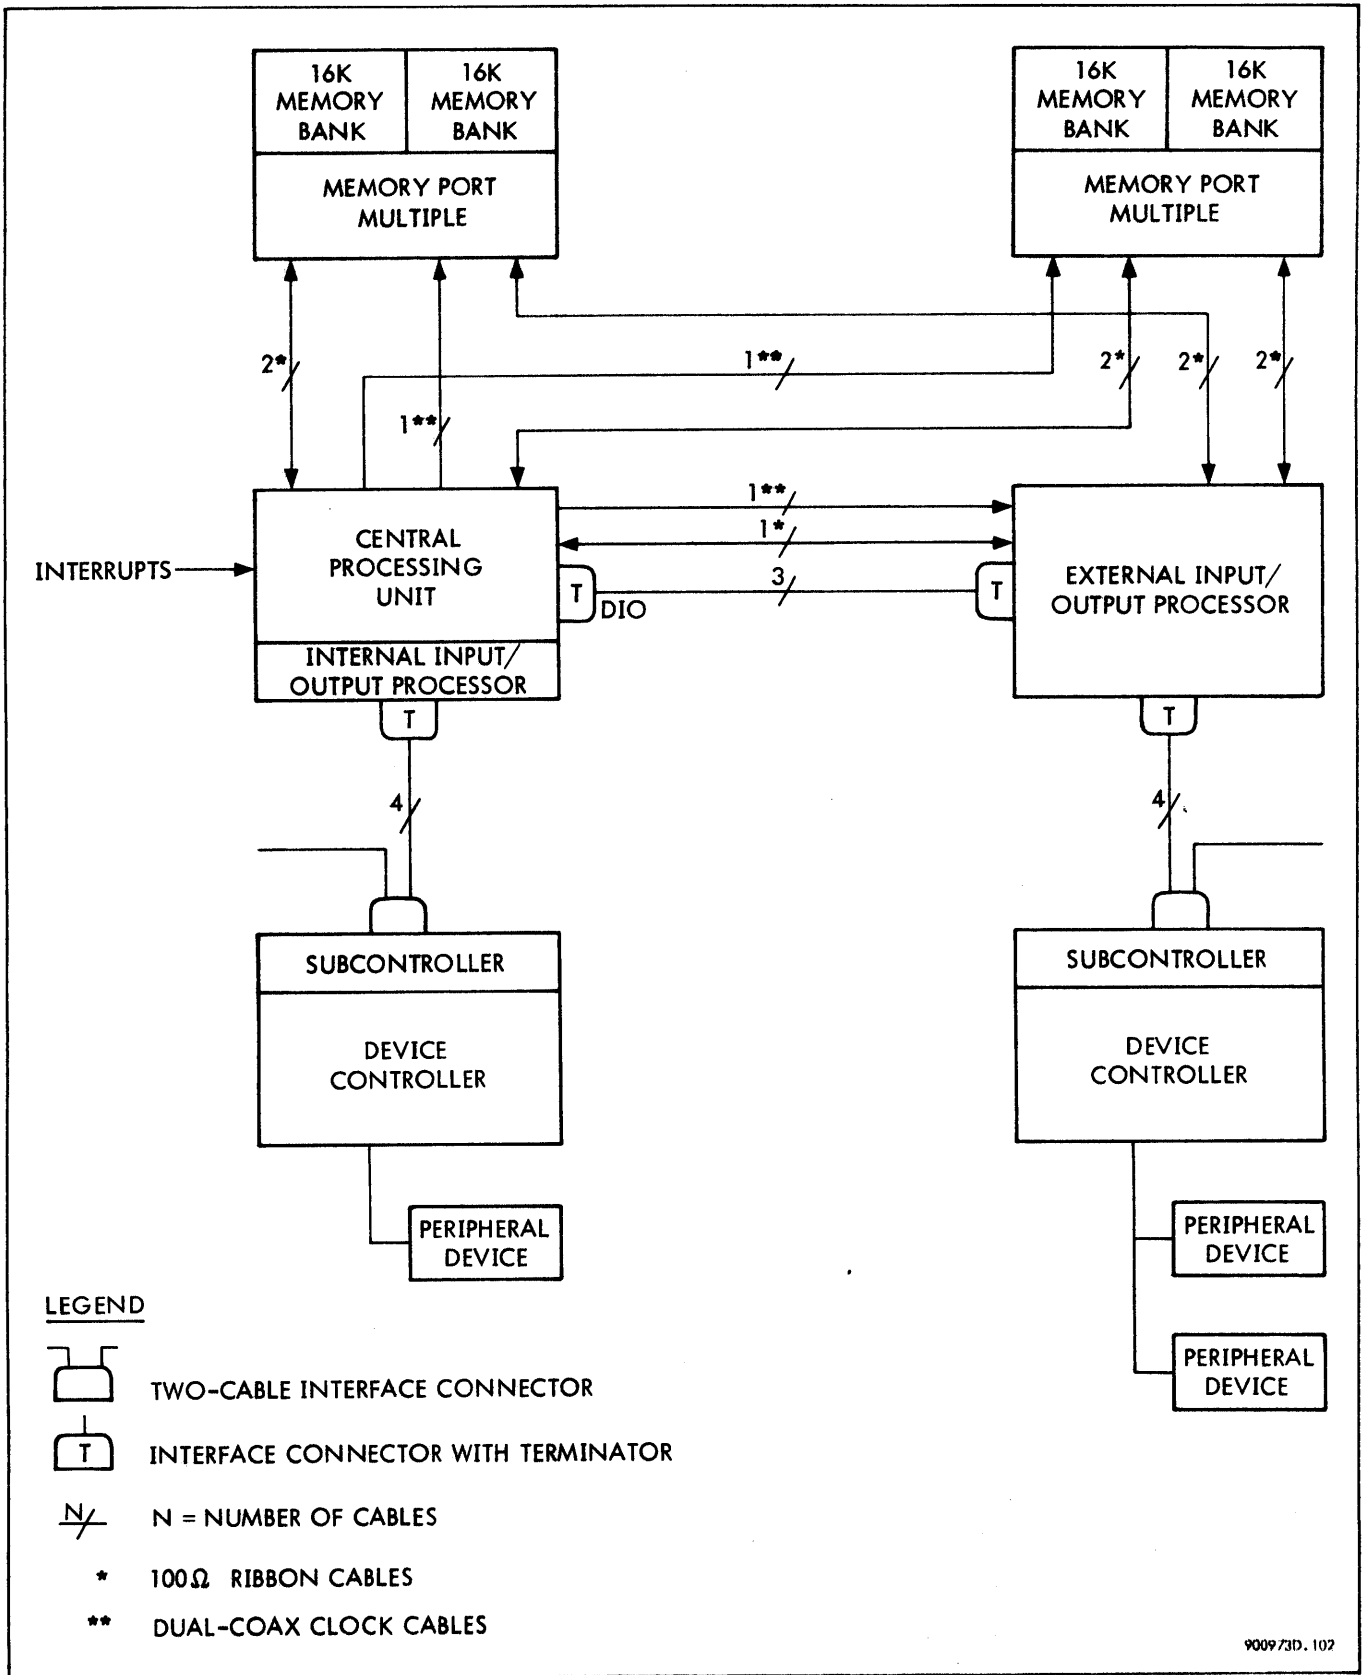 16K
MEMORY
BANK
16K
MEMORY
BANK
MEMORY PORT
MULTIPLE
16K
MEMORY
BANK
16K
MEMORY
BANK
MEMORY PORT
MULTIPLE
2*
1**
1**
2*
2*
2*
INTERRUPTS
CENTRAL
PROCESSING
UNIT
INTERNAL INPUT/
OUTPUT PROCESSOR
T
DIO
1**
1*
3
T
EXTERNAL INPUT/
OUTPUT PROCESSOR
T
4
T
4
SUBCONTROLLER
DEVICE
CONTROLLER
PERIPHERAL
DEVICE
SUBCONTROLLER
DEVICE
CONTROLLER
PERIPHERAL
DEVICE
PERIPHERAL
DEVICE
LEGEND
TWO-CABLE INTERFACE CONNECTOR
T INTERFACE CONNECTOR WITH TERMINATOR
N/ N = NUMBER OF CABLES
* 100Ω RIBBON CABLES
** DUAL-COAX CLOCK CABLES
900973D.102